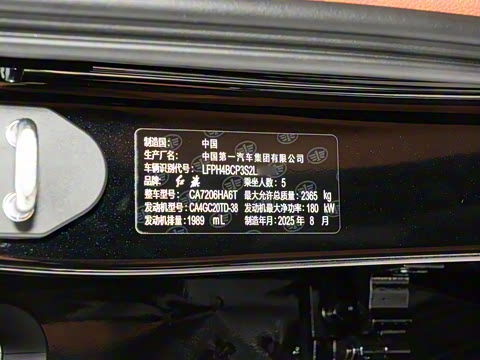 制造国： 中国
生产厂名： 中国第一汽车集团有限公司
车辆识别代号： LFPH4BCP3S2L
品牌： 红旗 乘坐人数：5
整车型号： CA7206HA6T 最大允许总质量：2365 kg
发动机型号：CA4GC20TD-38 发动机最大净功率：180 kW
发动机排量：1989 mL 制造年月：2025 年 8 月